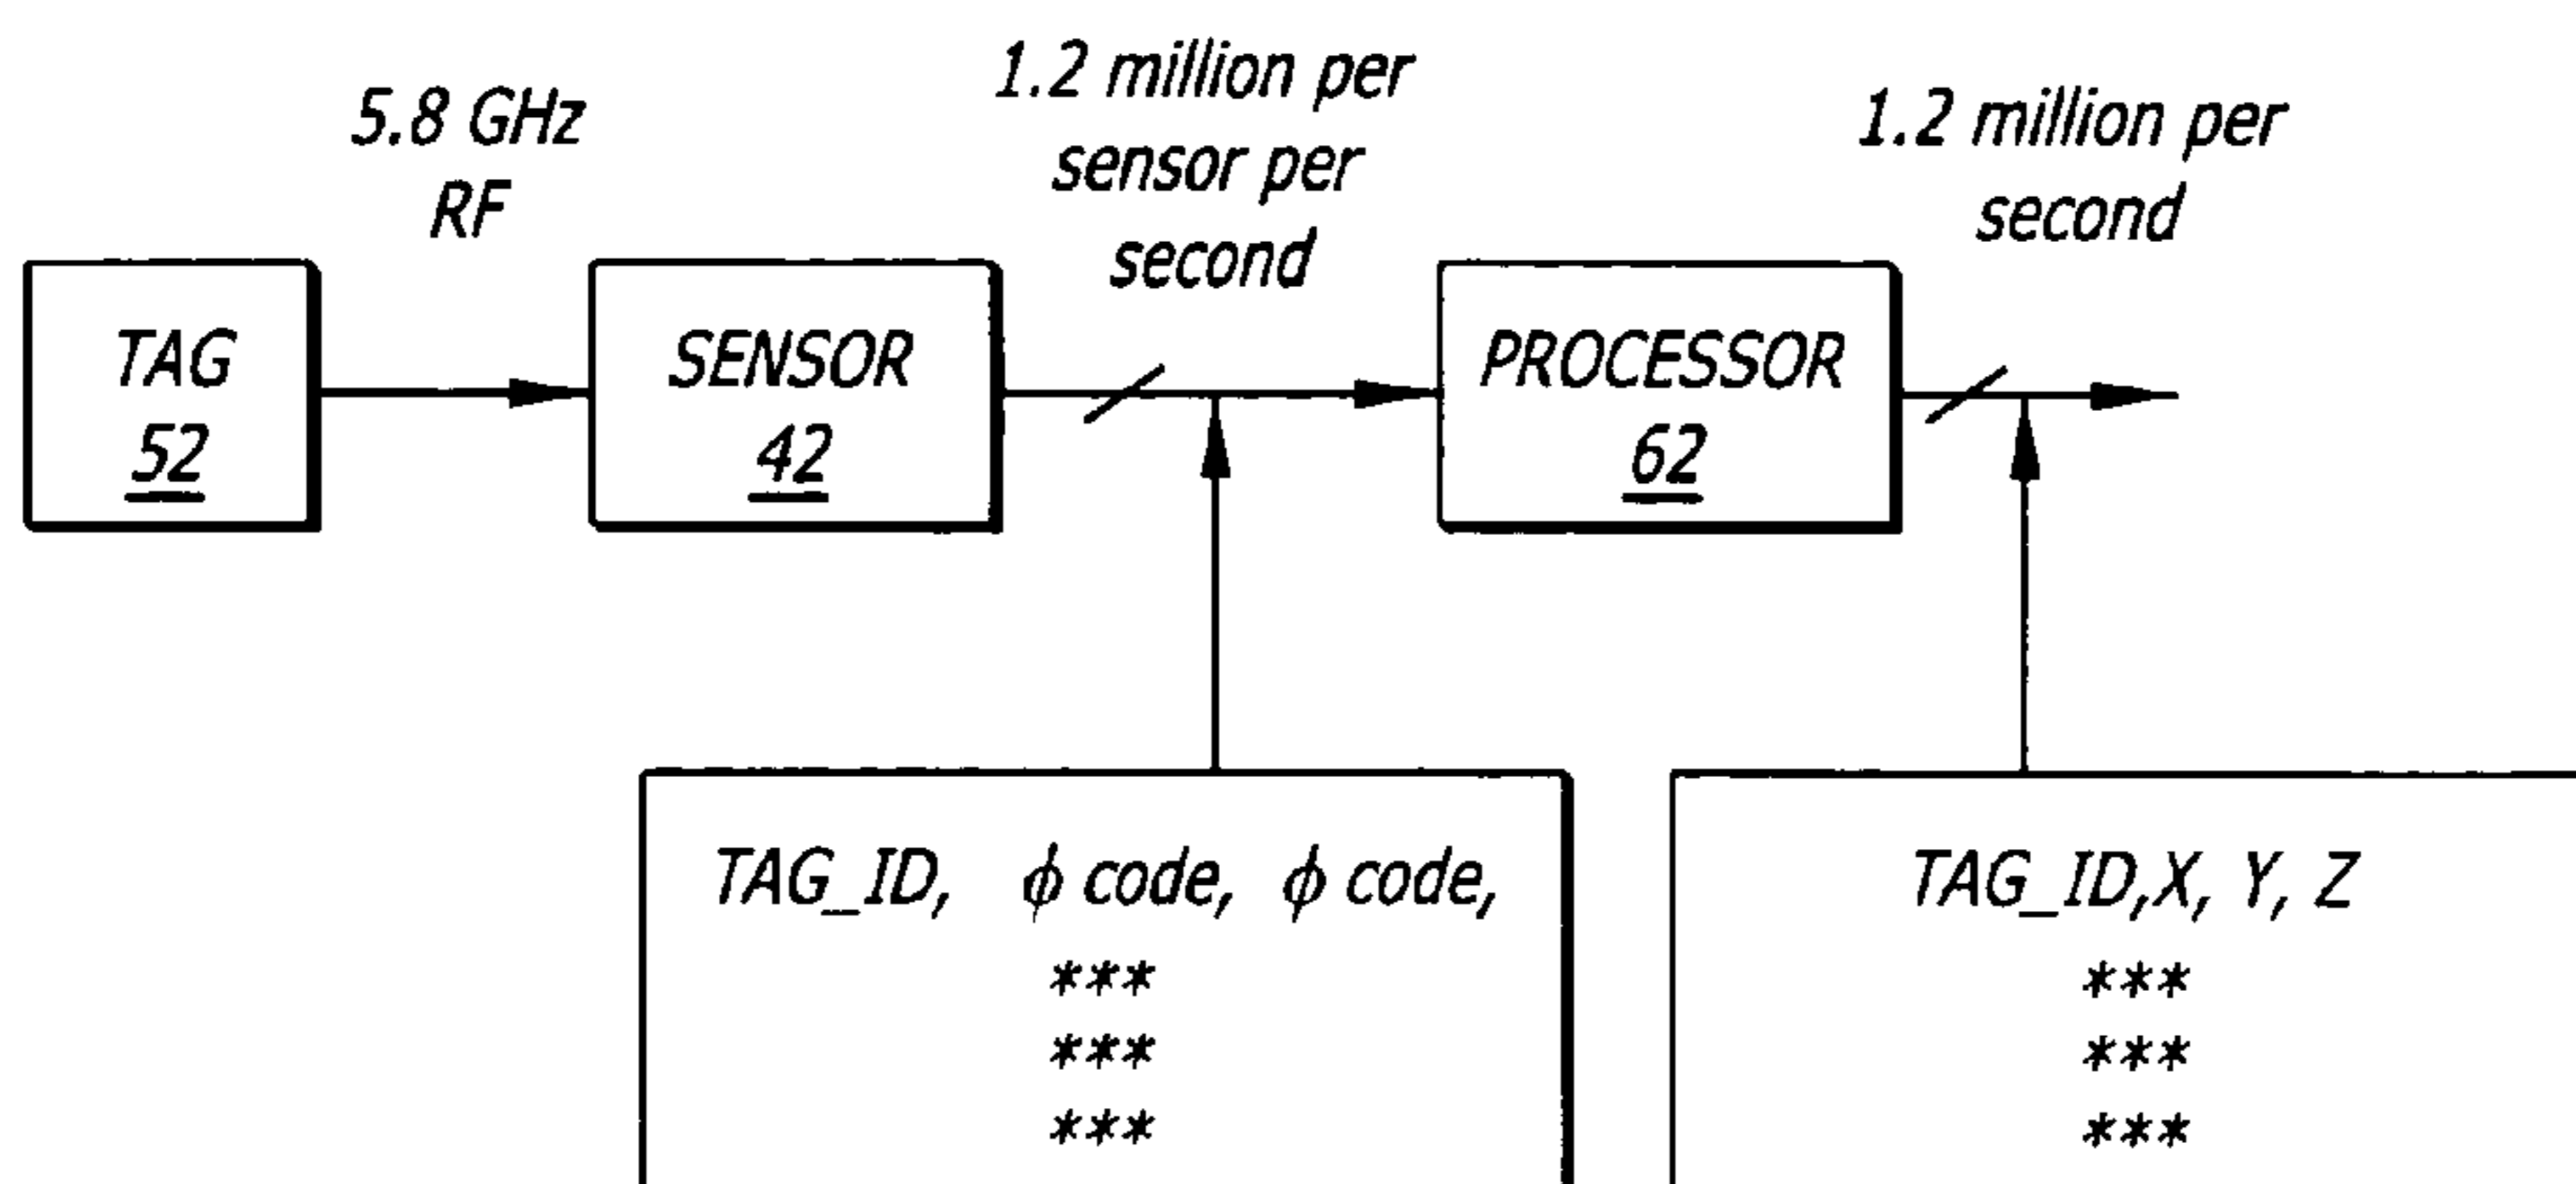 5.8 GHz
RF
1.2 million per
sensor per
second
1.2 million per
second
TAG
52
SENSOR
42
PROCESSOR
62
TAG_ID, ϕ code, ϕ code,
***
***
***
TAG_ID,X, Y, Z
***
***
***